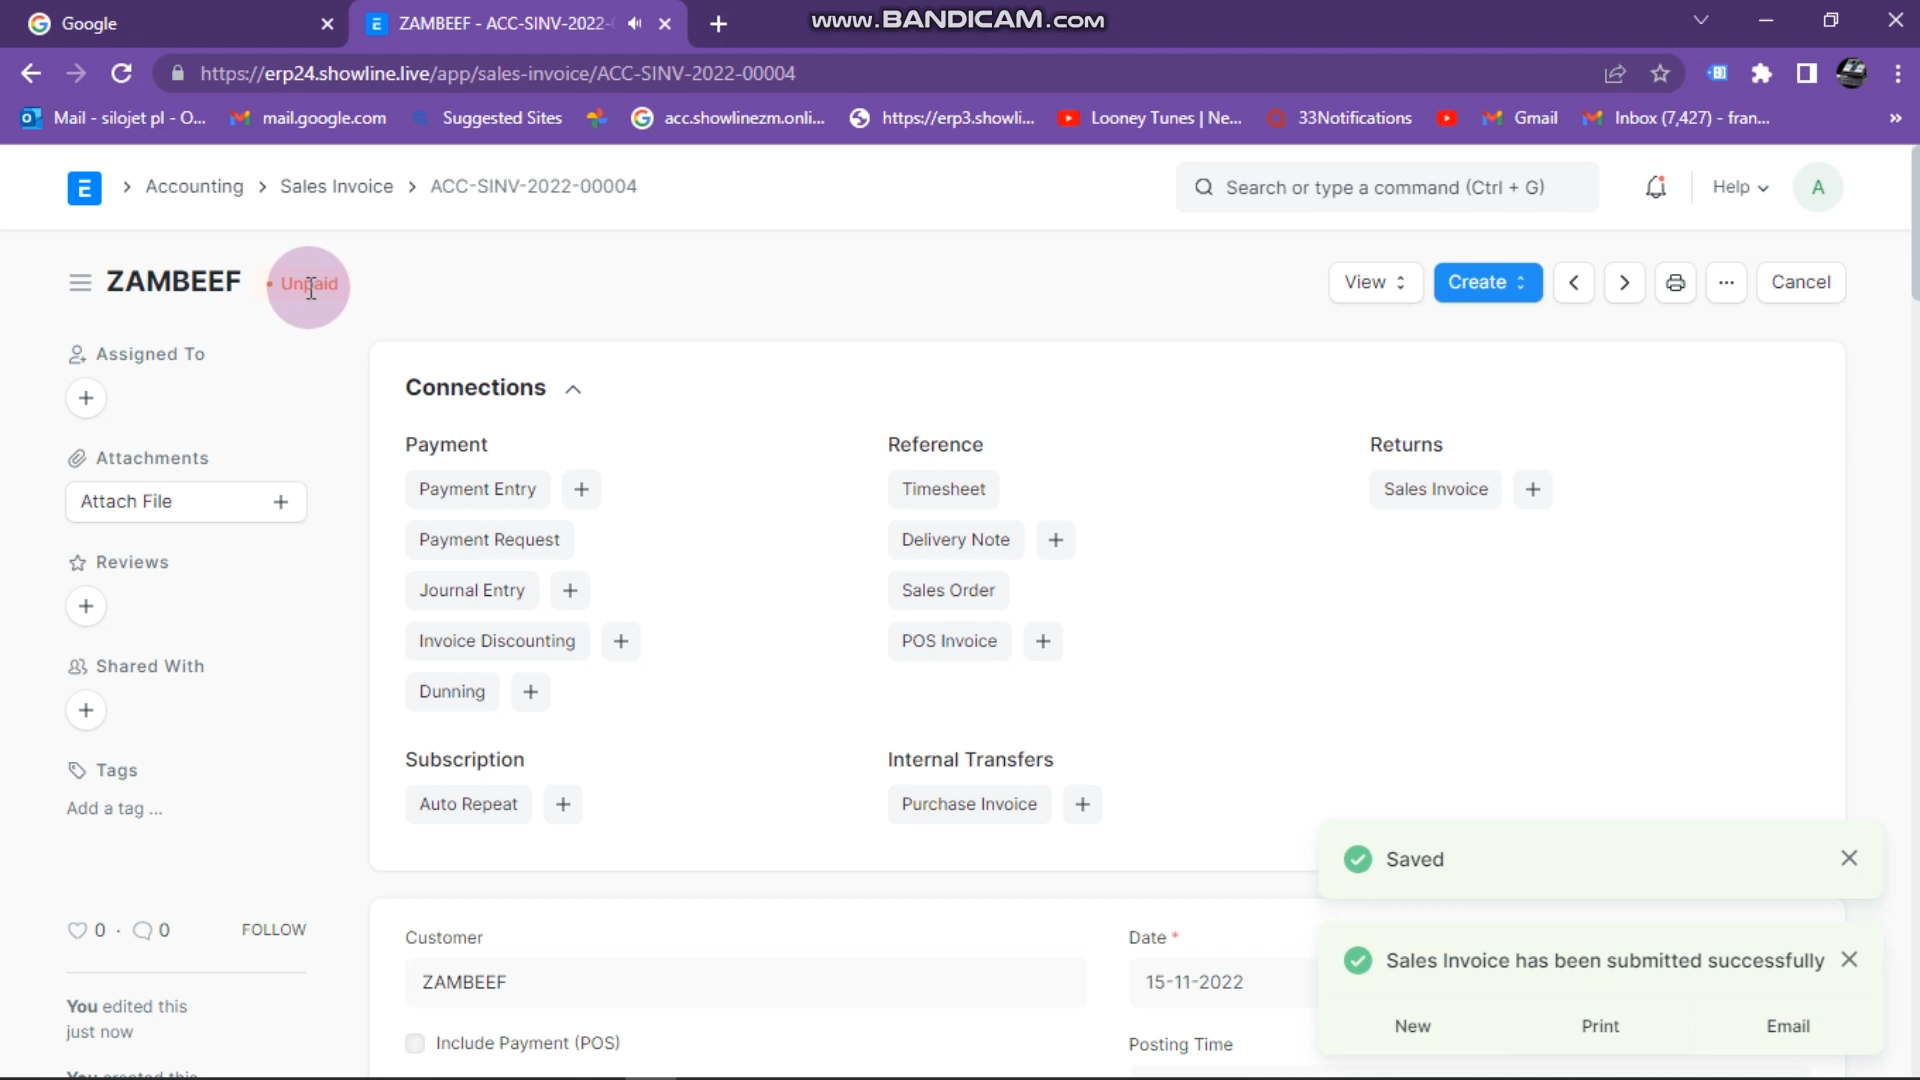 Google
ZAMBEEF - ACC-SINV-2022-
www.BANDICAM.com
https://erp24.showline.live/app/sales-invoice/ACC-SINV-2022-00004
Mail - silojet pl - O...
mail.google.com
Suggested Sites
acc.showlinezm.onli...
https://erp3.showli...
Looney Tunes | Ne...
33Notifications
Gmail
Inbox (7,427) - fran...
»
E
Accounting
Sales Invoice
ACC-SINV-2022-00004
Search or type a command (Ctrl + G)
Help
A
ZAMBEEF
Unpaid
View
Create
Cancel
Assigned To
Attachments
Attach File
Reviews
Shared With
Tags
Add a tag ...
0 · 0
FOLLOW
You edited this
just now
You created this
Connections
Payment
Payment Entry
Payment Request
Journal Entry
Invoice Discounting
Dunning
Reference
Timesheet
Delivery Note
Sales Order
POS Invoice
Returns
Sales Invoice
Subscription
Auto Repeat
Internal Transfers
Purchase Invoice
Customer
ZAMBEEF
Include Payment (POS)
Date *
15-11-2022
Posting Time
Saved
Sales Invoice has been submitted successfully
New
Print
Email